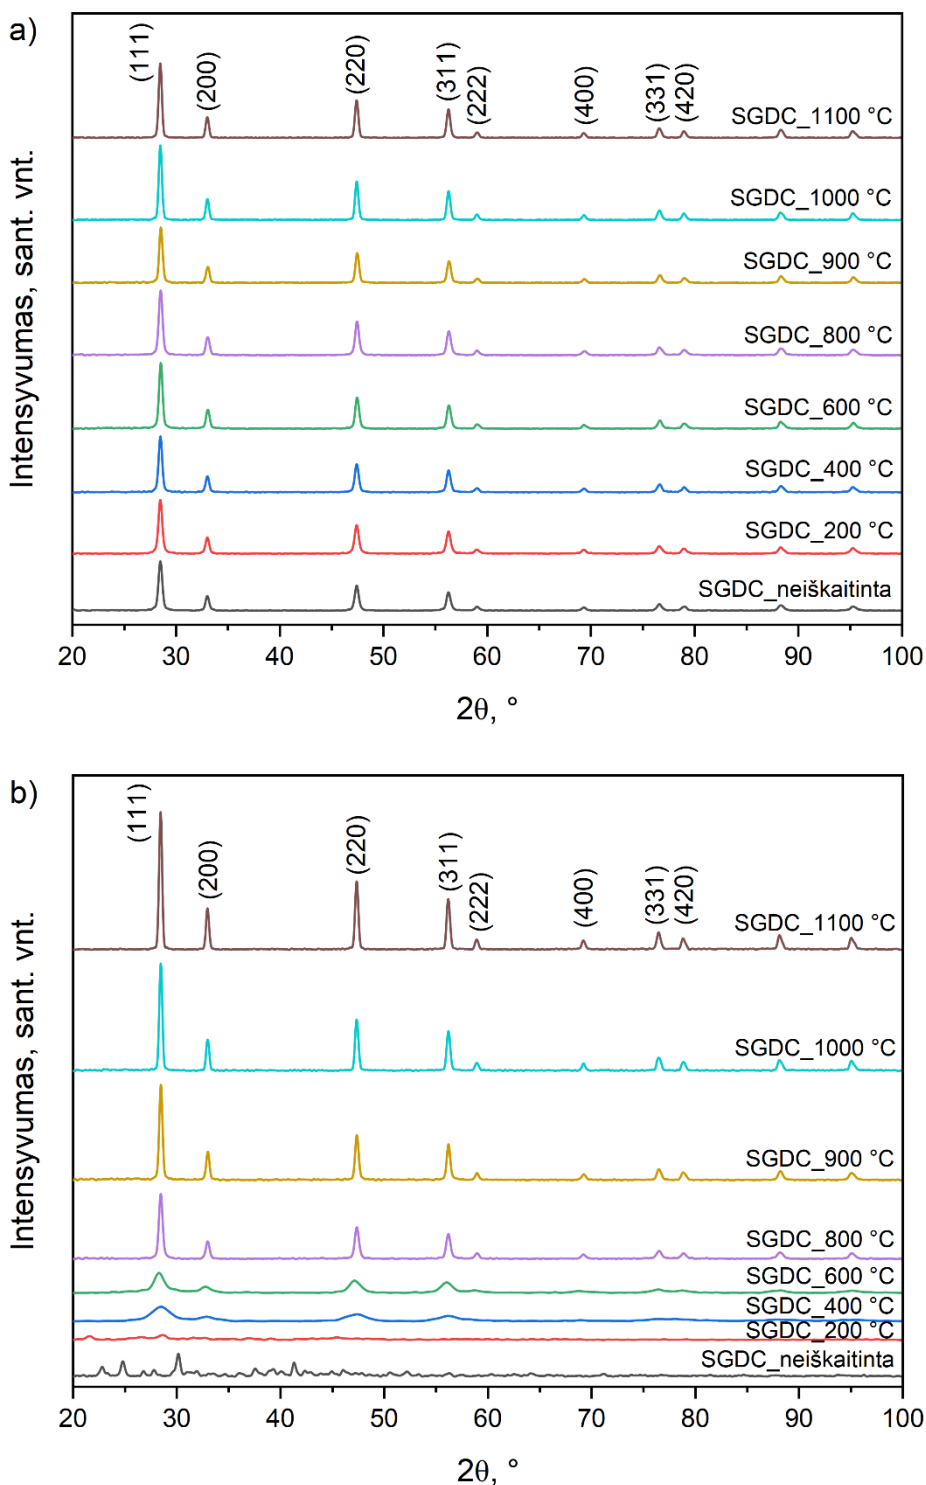 a)
(111)
(200)
(220)
(311)
(222)
(400)
(331)
(420)
SGDC_1100 °C
SGDC_1000 °C
SGDC_900 °C
SGDC_800 °C
SGDC_600 °C
SGDC_400 °C
SGDC_200 °C
SGDC_neiškaitinta
Intensyvumas, sant. vnt.
20 30 40 50 60 70 80 90 100
2θ, °
b)
(111)
(200)
(220)
(311)
(222)
(400)
(331)
(420)
SGDC_1100 °C
SGDC_1000 °C
SGDC_900 °C
SGDC_800 °C
SGDC_600 °C
SGDC_400 °C
SGDC_200 °C
SGDC_neiškaitinta
Intensyvumas, sant. vnt.
20 30 40 50 60 70 80 90 100
2θ, °